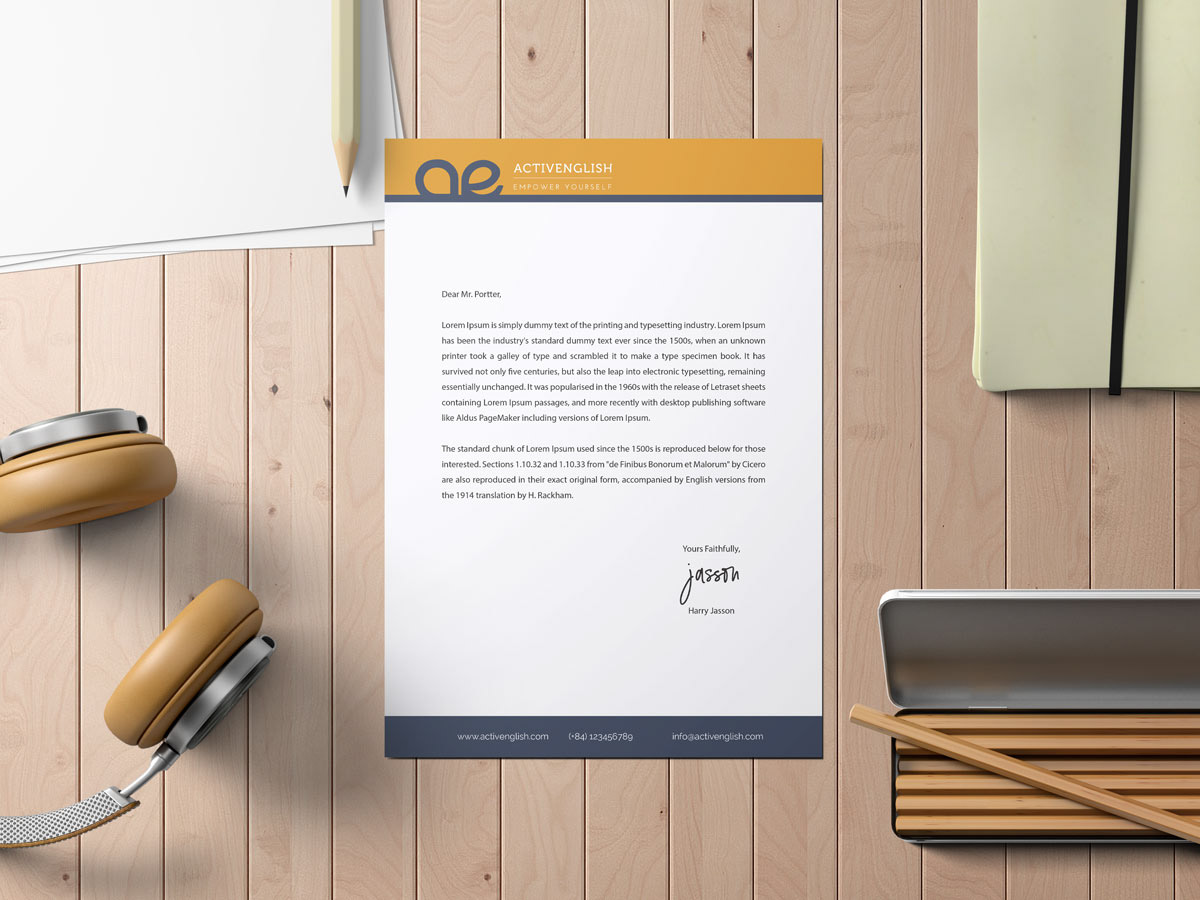 ae
ACTIVENGLISH
EMPOWER YOURSELF
Dear Mr. Portter,
Lorem Ipsum is simply dummy text of the printing and typesetting industry. Lorem Ipsum
has been the industry's standard dummy text ever since the 1500s, when an unknown
printer took a galley of type and scrambled it to make a type specimen book. It has
survived not only five centuries, but also the leap into electronic typesetting, remaining
essentially unchanged. It was popularised in the 1960s with the release of Letraset sheets
containing Lorem Ipsum passages, and more recently with desktop publishing software
like Aldus PageMaker including versions of Lorem Ipsum.
The standard chunk of Lorem Ipsum used since the 1500s is reproduced below for those
interested. Sections 1.10.32 and 1.10.33 from "de Finibus Bonorum et Malorum" by Cicero
are also reproduced in their exact original form, accompanied by English versions from
the 1914 translation by H. Rackham.
Yours Faithfully,
jasson
Harry Jasson
www.activenglish.com (+84) 123456789 info@activenglish.com